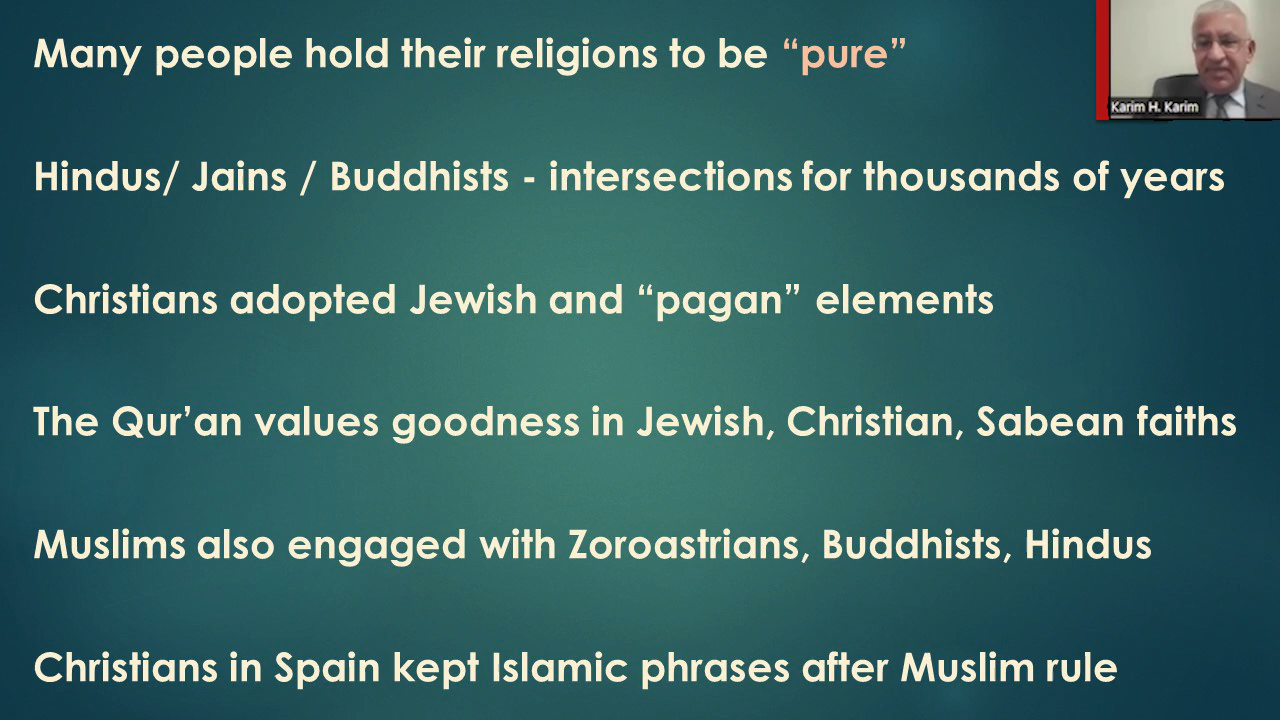 Many people hold their religions to be “pure”
Karim H. Karim
Hindus/ Jains / Buddhists - intersections for thousands of years
Christians adopted Jewish and “pagan” elements
The Qur’an values goodness in Jewish, Christian, Sabean faiths
Muslims also engaged with Zoroastrians, Buddhists, Hindus
Christians in Spain kept Islamic phrases after Muslim rule